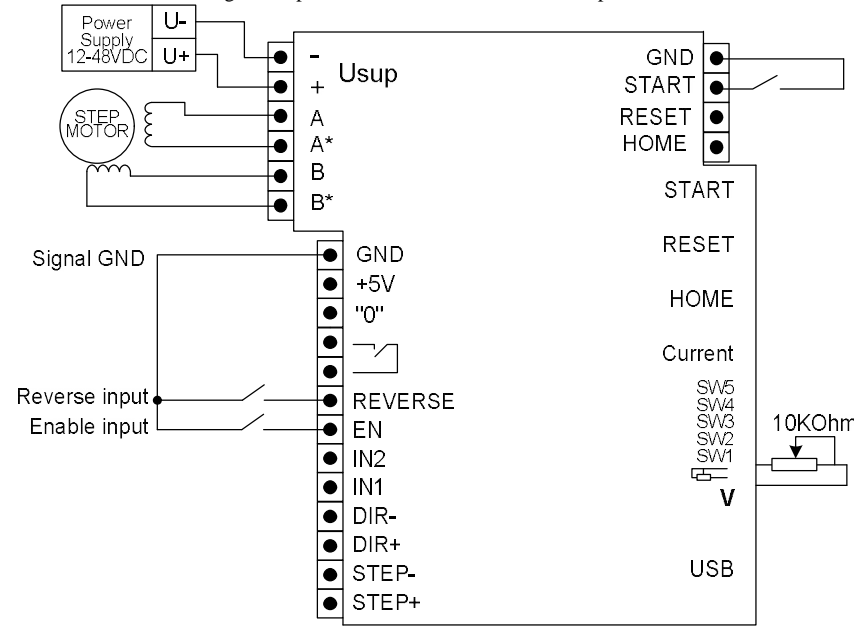 Power
Supply
12-48VDC
U-
U+
STEP
MOTOR
-
+
Usup
A
A*
B
B*
GND
START
RESET
HOME
START
RESET
HOME
Current
SW5
SW4
SW3
SW2
SW1
V
USB
10KOhm
Signal GND
GND
+5V
"0"
Reverse input
REVERSE
Enable input
EN
IN2
IN1
DIR-
DIR+
STEP-
STEP+